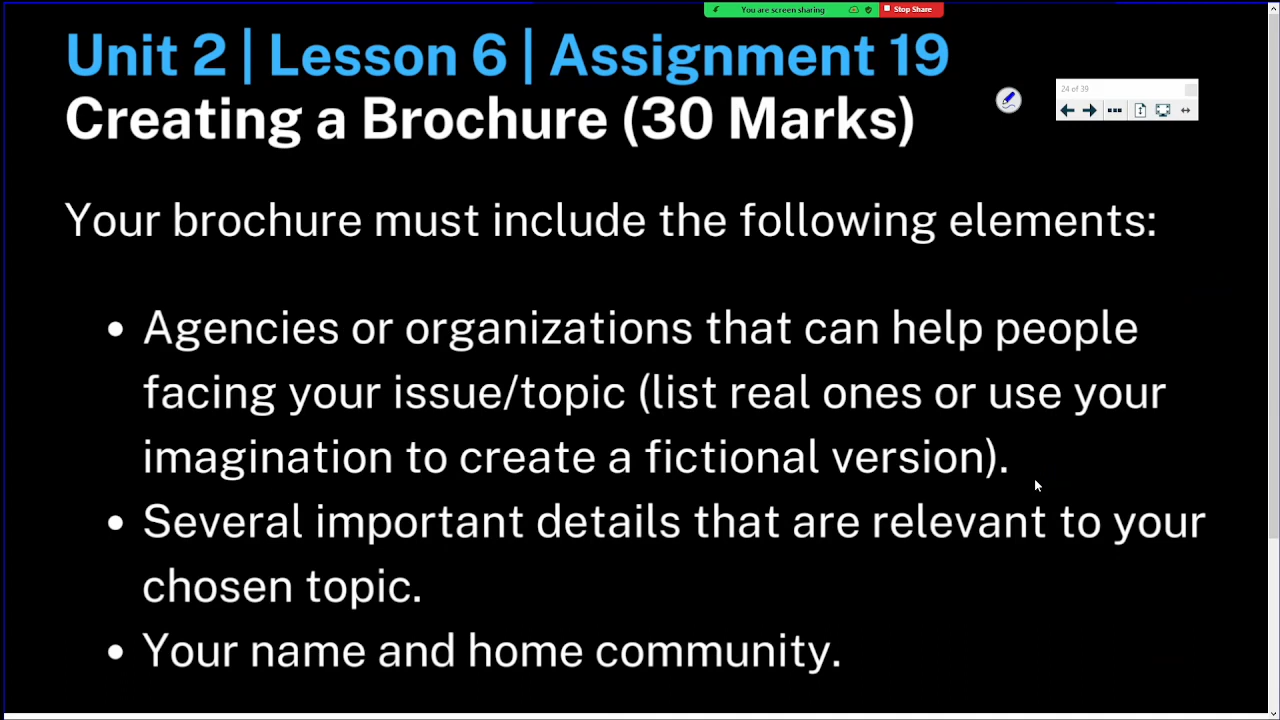 You are screen sharing Stop Share
Unit 2 | Lesson 6 | Assignment 19
Creating a Brochure (30 Marks)
24 of 39
Your brochure must include the following elements:
• Agencies or organizations that can help people
facing your issue/topic (list real ones or use your
imagination to create a fictional version).
• Several important details that are relevant to your
chosen topic.
• Your name and home community.